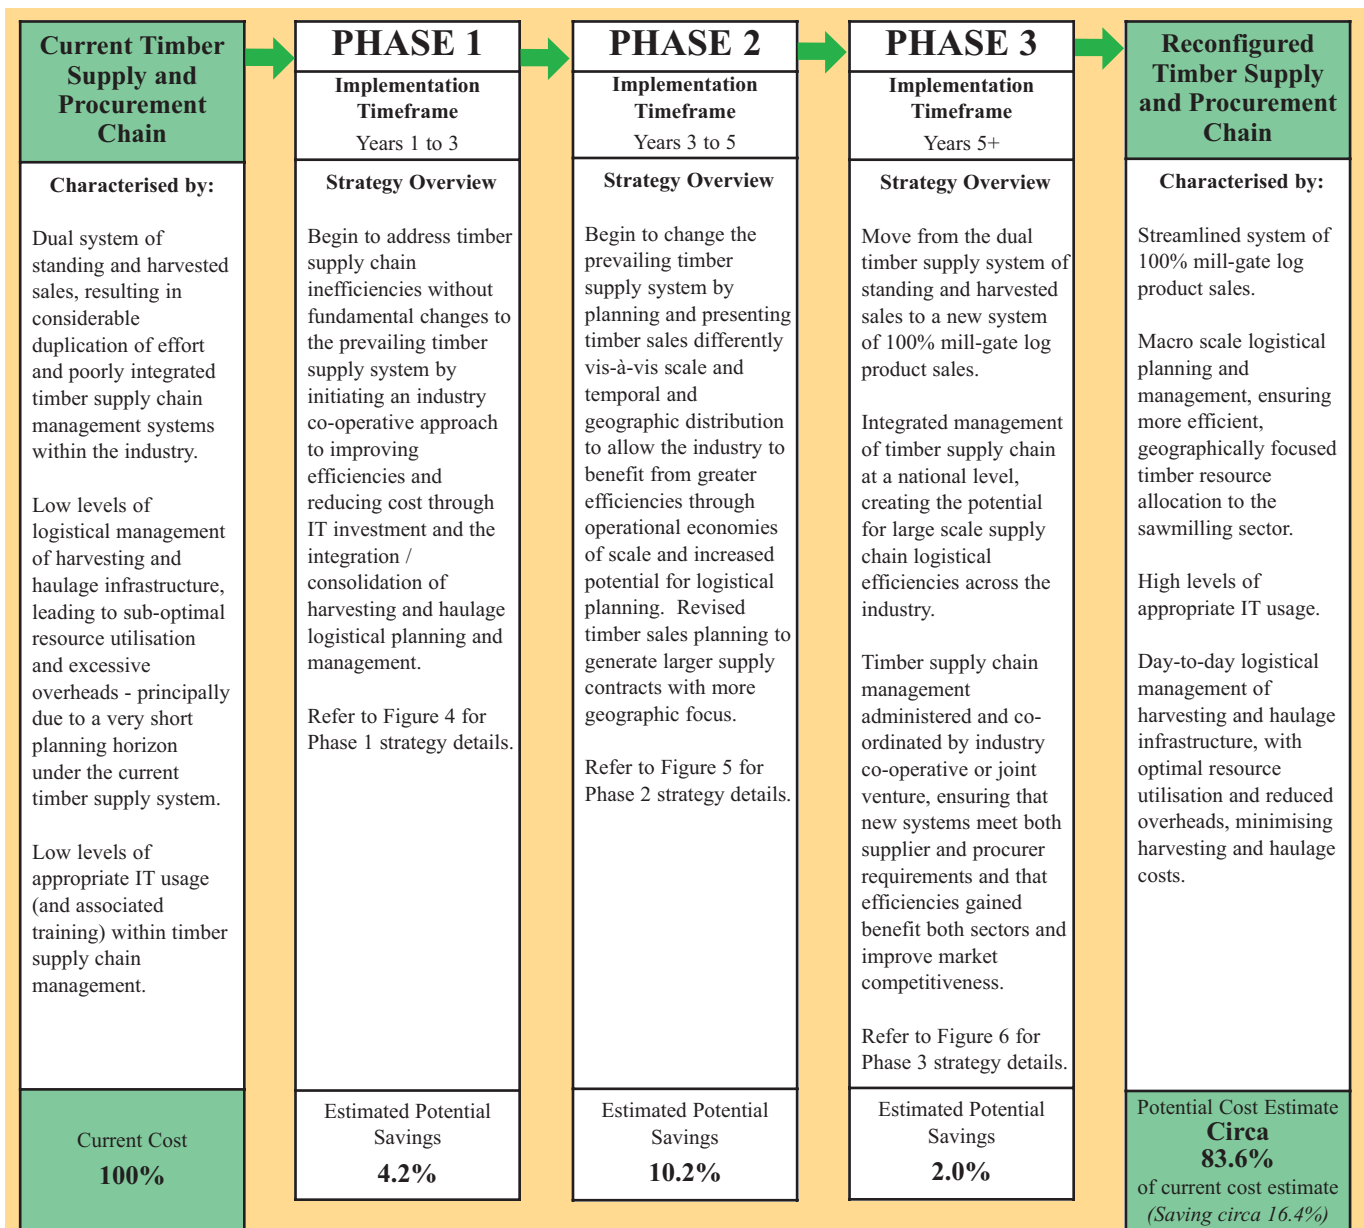 Current Timber
Supply and
Procurement
Chain
Characterised by:
Dual system of
standing and harvested
sales, resulting in
considerable
duplication of effort
and poorly integrated
timber supply chain
management systems
within the industry.
Low levels of
logistical management
of harvesting and
haulage infrastructure,
leading to sub-optimal
resource utilisation
and excessive
overheads - principally
due to a very short
planning horizon
under the current
timber supply system.
Low levels of
appropriate IT usage
(and associated
training) within timber
supply chain
management.
Current Cost
100%
PHASE 1
Implementation
Timeframe
Years 1 to 3
Strategy Overview
Begin to address timber
supply chain
inefficiencies without
fundamental changes to
the prevailing timber
supply system by
initiating an industry
co-operative approach
to improving
efficiencies and
reducing cost through
IT investment and the
integration /
consolidation of
harvesting and haulage
logistical planning and
management.
Refer to Figure 4 for
Phase 1 strategy details.
Estimated Potential
Savings
4.2%
PHASE 2
Implementation
Timeframe
Years 3 to 5
Strategy Overview
Begin to change the
prevailing timber
supply system by
planning and presenting
timber sales differently
vis-à-vis scale and
temporal and
geographic distribution
to allow the industry to
benefit from greater
efficiencies through
operational economies
of scale and increased
potential for logistical
planning. Revised
timber sales planning to
generate larger supply
contracts with more
geographic focus.
Refer to Figure 5 for
Phase 2 strategy details.
Estimated Potential
Savings
10.2%
PHASE 3
Implementation
Timeframe
Years 5+
Strategy Overview
Move from the dual
timber supply system of
standing and harvested
sales to a new system
of 100% mill-gate log
product sales.
Integrated management
of timber supply chain
at a national level,
creating the potential
for large scale supply
chain logistical
efficiencies across the
industry.
Timber supply chain
management
administered and co-
ordinated by industry
co-operative or joint
venture, ensuring that
new systems meet both
supplier and procurer
requirements and that
efficiencies gained
benefit both sectors and
improve market
competitiveness.
Refer to Figure 6 for
Phase 3 strategy details.
Estimated Potential
Savings
2.0%
Reconfigured
Timber Supply
and Procurement
Chain
Characterised by:
Streamlined system of
100% mill-gate log
product sales.
Macro scale logistical
planning and
management, ensuring
more efficient,
geographically focused
timber resource
allocation to the
sawmilling sector.
High levels of
appropriate IT usage.
Day-to-day logistical
management of
harvesting and haulage
infrastructure, with
optimal resource
utilisation and reduced
overheads, minimising
harvesting and haulage
costs.
Potential Cost Estimate
Circa
83.6%
of current cost estimate
(Saving circa 16.4%)